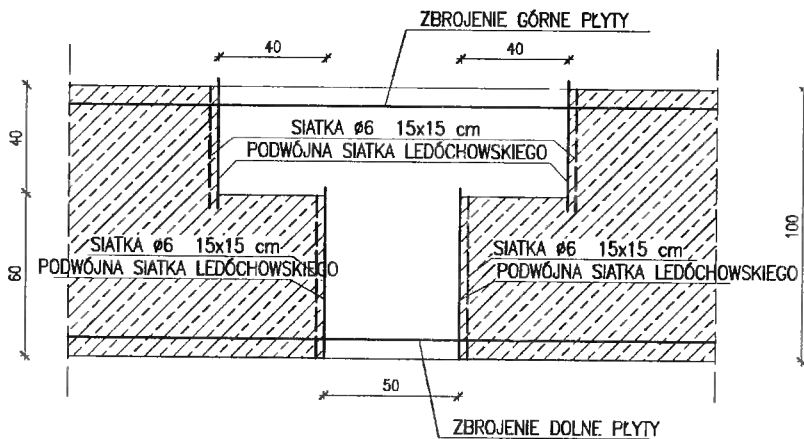 ZBROJENIE GÓRNE PŁYTY
40
40
40
SIATKA ø6 15x15 cm
PODWÓJNA SIATKA LEDÓCHOWSKIEGO
100
60
SIATKA ø6 15x15 cm
PODWÓJNA SIATKA LEDÓCHOWSKIEGO
SIATKA ø6 15x15 cm
PODWÓJNA SIATKA LEDÓCHOWSKIEGO
50
ZBROJENIE DOLNE PŁYTY